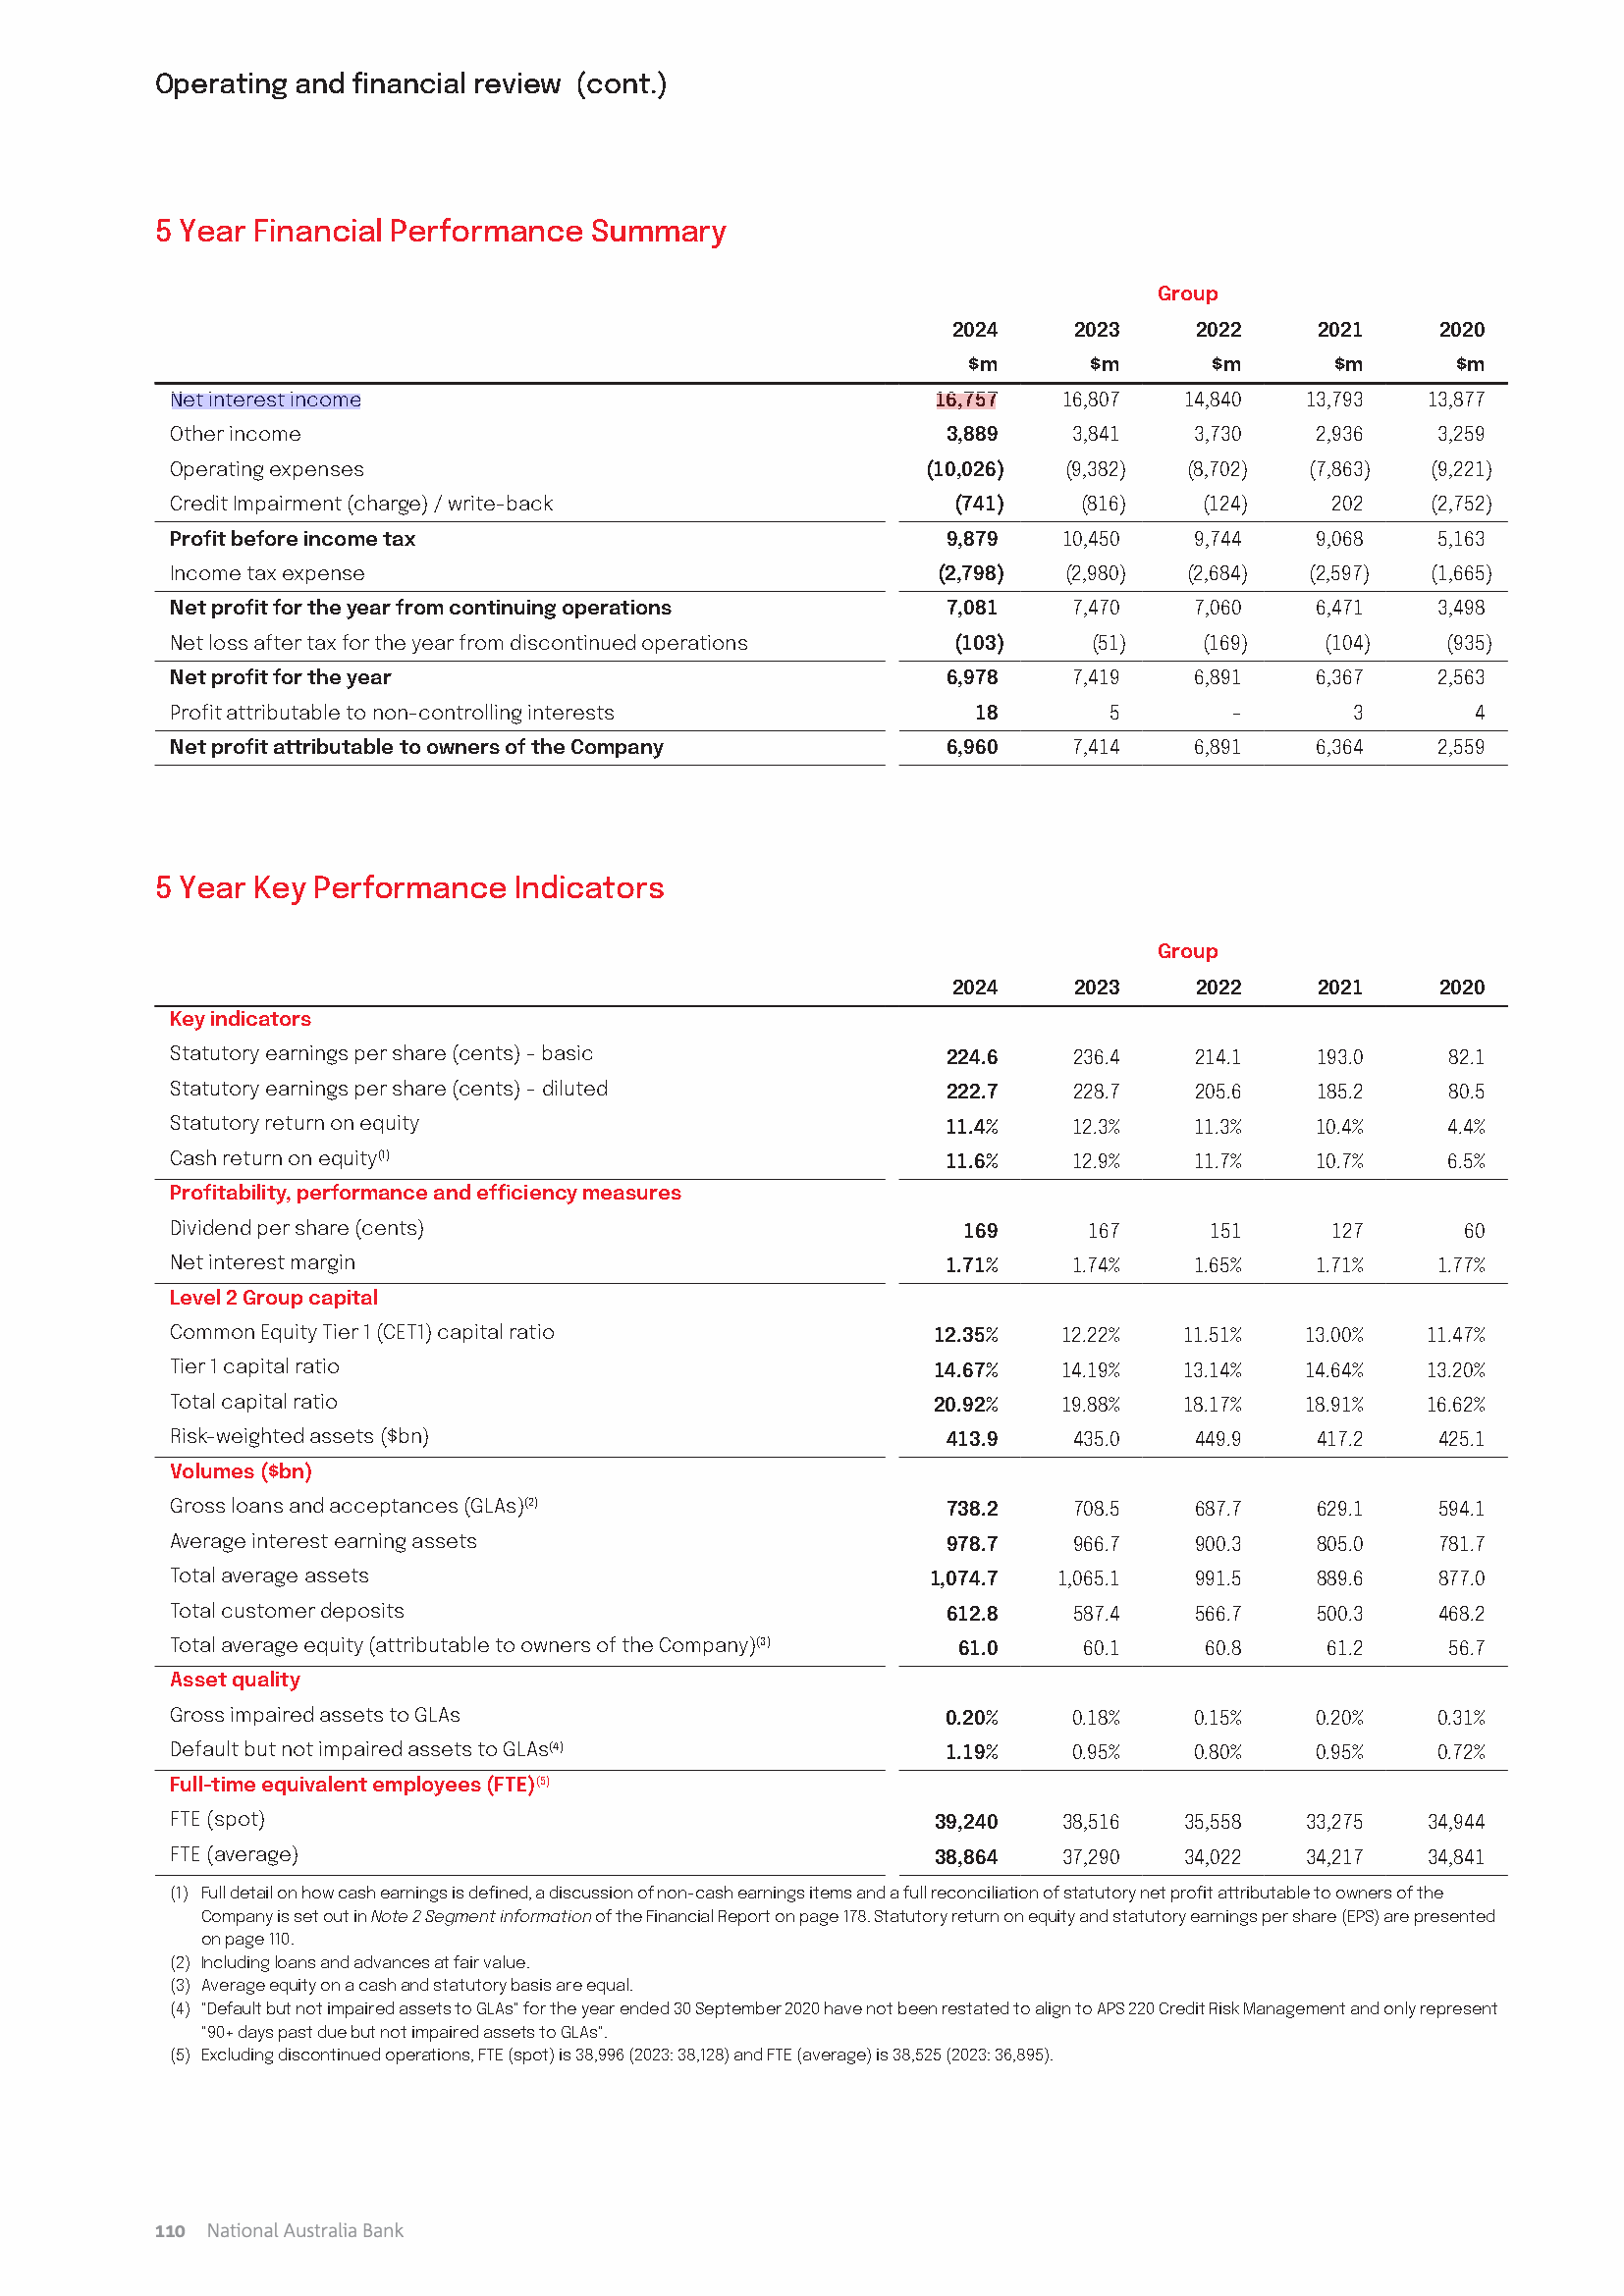 Operating and financial review (cont.)
5 Year Financial Performance Summary
Group
2024 2023 2022 2021 2020
$m $m $m $m $m
Net interest income 16,757 16,807 14,840 13,793 13,877
Other income 3,889 3,841 3,730 2,936 3,259
Operating expenses (10,026) (9,382) (8,702) (7,863) (9,221)
Credit Impairment (charge) / write-back (741) (816) (124) 202 (2,752)
Profit before income tax 9,879 10,450 9,744 9,068 5,163
Income tax expense (2,798) (2,980) (2,684) (2,597) (1,665)
Net profit for the year from continuing operations 7,081 7,470 7,060 6,471 3,498
Net loss after tax for the year from discontinued operations (103) (51) (169) (104) (935)
Net profit for the year 6,978 7,419 6,891 6,367 2,563
Profit attributable to non-controlling interests 18 5 - 3 4
Net profit attributable to owners of the Company 6,960 7,414 6,891 6,364 2,559
5 Year Key Performance Indicators
Group
2024 2023 2022 2021 2020
Key indicators
Statutory earnings per share (cents) - basic 224.6 236.4 214.1 193.0 82.1
Statutory earnings per share (cents) - diluted 222.7 228.7 205.6 185.2 80.5
Statutory return on equity 11.4% 12.3% 11.3% 10.4% 4.4%
Cash return on equity(1) 11.6% 12.9% 11.7% 10.7% 6.5%
Profitability, performance and efficiency measures
Dividend per share (cents) 169 167 151 127 60
Net interest margin 1.71% 1.74% 1.65% 1.71% 1.77%
Level 2 Group capital
Common Equity Tier 1 (CET1) capital ratio 12.35% 12.22% 11.51% 13.00% 11.47%
Tier 1 capital ratio 14.67% 14.19% 13.14% 14.64% 13.20%
Total capital ratio 20.92% 19.88% 18.17% 18.91% 16.62%
Risk-weighted assets ($bn) 413.9 435.0 449.9 417.2 425.1
Volumes ($bn)
Gross loans and acceptances (GLAs)(2) 738.2 708.5 687.7 629.1 594.1
Average interest earning assets 978.7 966.7 900.3 805.0 781.7
Total average assets 1,074.7 1,065.1 991.5 889.6 877.0
Total customer deposits 612.8 587.4 566.7 500.3 468.2
Total average equity (attributable to owners of the Company)(3) 61.0 60.1 60.8 61.2 56.7
Asset quality
Gross impaired assets to GLAs 0.20% 0.18% 0.15% 0.20% 0.31%
Default but not impaired assets to GLAs(4) 1.19% 0.95% 0.80% 0.95% 0.72%
Full-time equivalent employees (FTE)(5)
FTE (spot) 39,240 38,516 35,558 33,275 34,944
FTE (average) 38,864 37,290 34,022 34,217 34,841
(1) Full detail on how cash earnings is defined, a discussion of non-cash earnings items and a full reconciliation of statutory net profit attributable to owners of the
Company is set out in Note 2 Segment information of the Financial Report on page 178. Statutory return on equity and statutory earnings per share (EPS) are presented
on page 110.
(2) Including loans and advances at fair value.
(3) Average equity on a cash and statutory basis are equal.
(4) "Default but not impaired assets to GLAs" for the year ended 30 September 2020 have not been restated to align to APS 220 Credit Risk Management and only represent
"90+ days past due but not impaired assets to GLAs".
(5) Excluding discontinued operations, FTE (spot) is 38,996 (2023: 38,128) and FTE (average) is 38,525 (2023: 36,895).
110 National Australia Bank